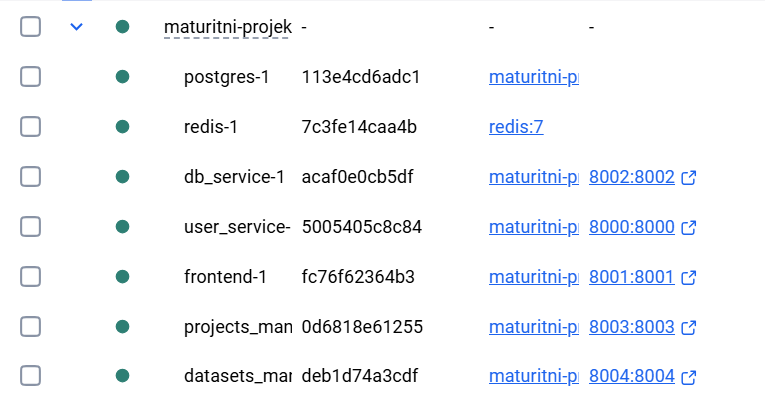 maturitni-projek - - -
postgres-1 113e4cd6adc1 maturitni-p
redis-1 7c3fe14caa4b redis:7
db_service-1 acaf0e0cb5df maturitni-p 8002:8002
user_service- 5005405c8c84 maturitni-p 8000:8000
frontend-1 fc76f62364b3 maturitni-p 8001:8001
projects_man 0d6818e61255 maturitni-p 8003:8003
datasets_mar deb1d74a3cdf maturitni-p 8004:8004